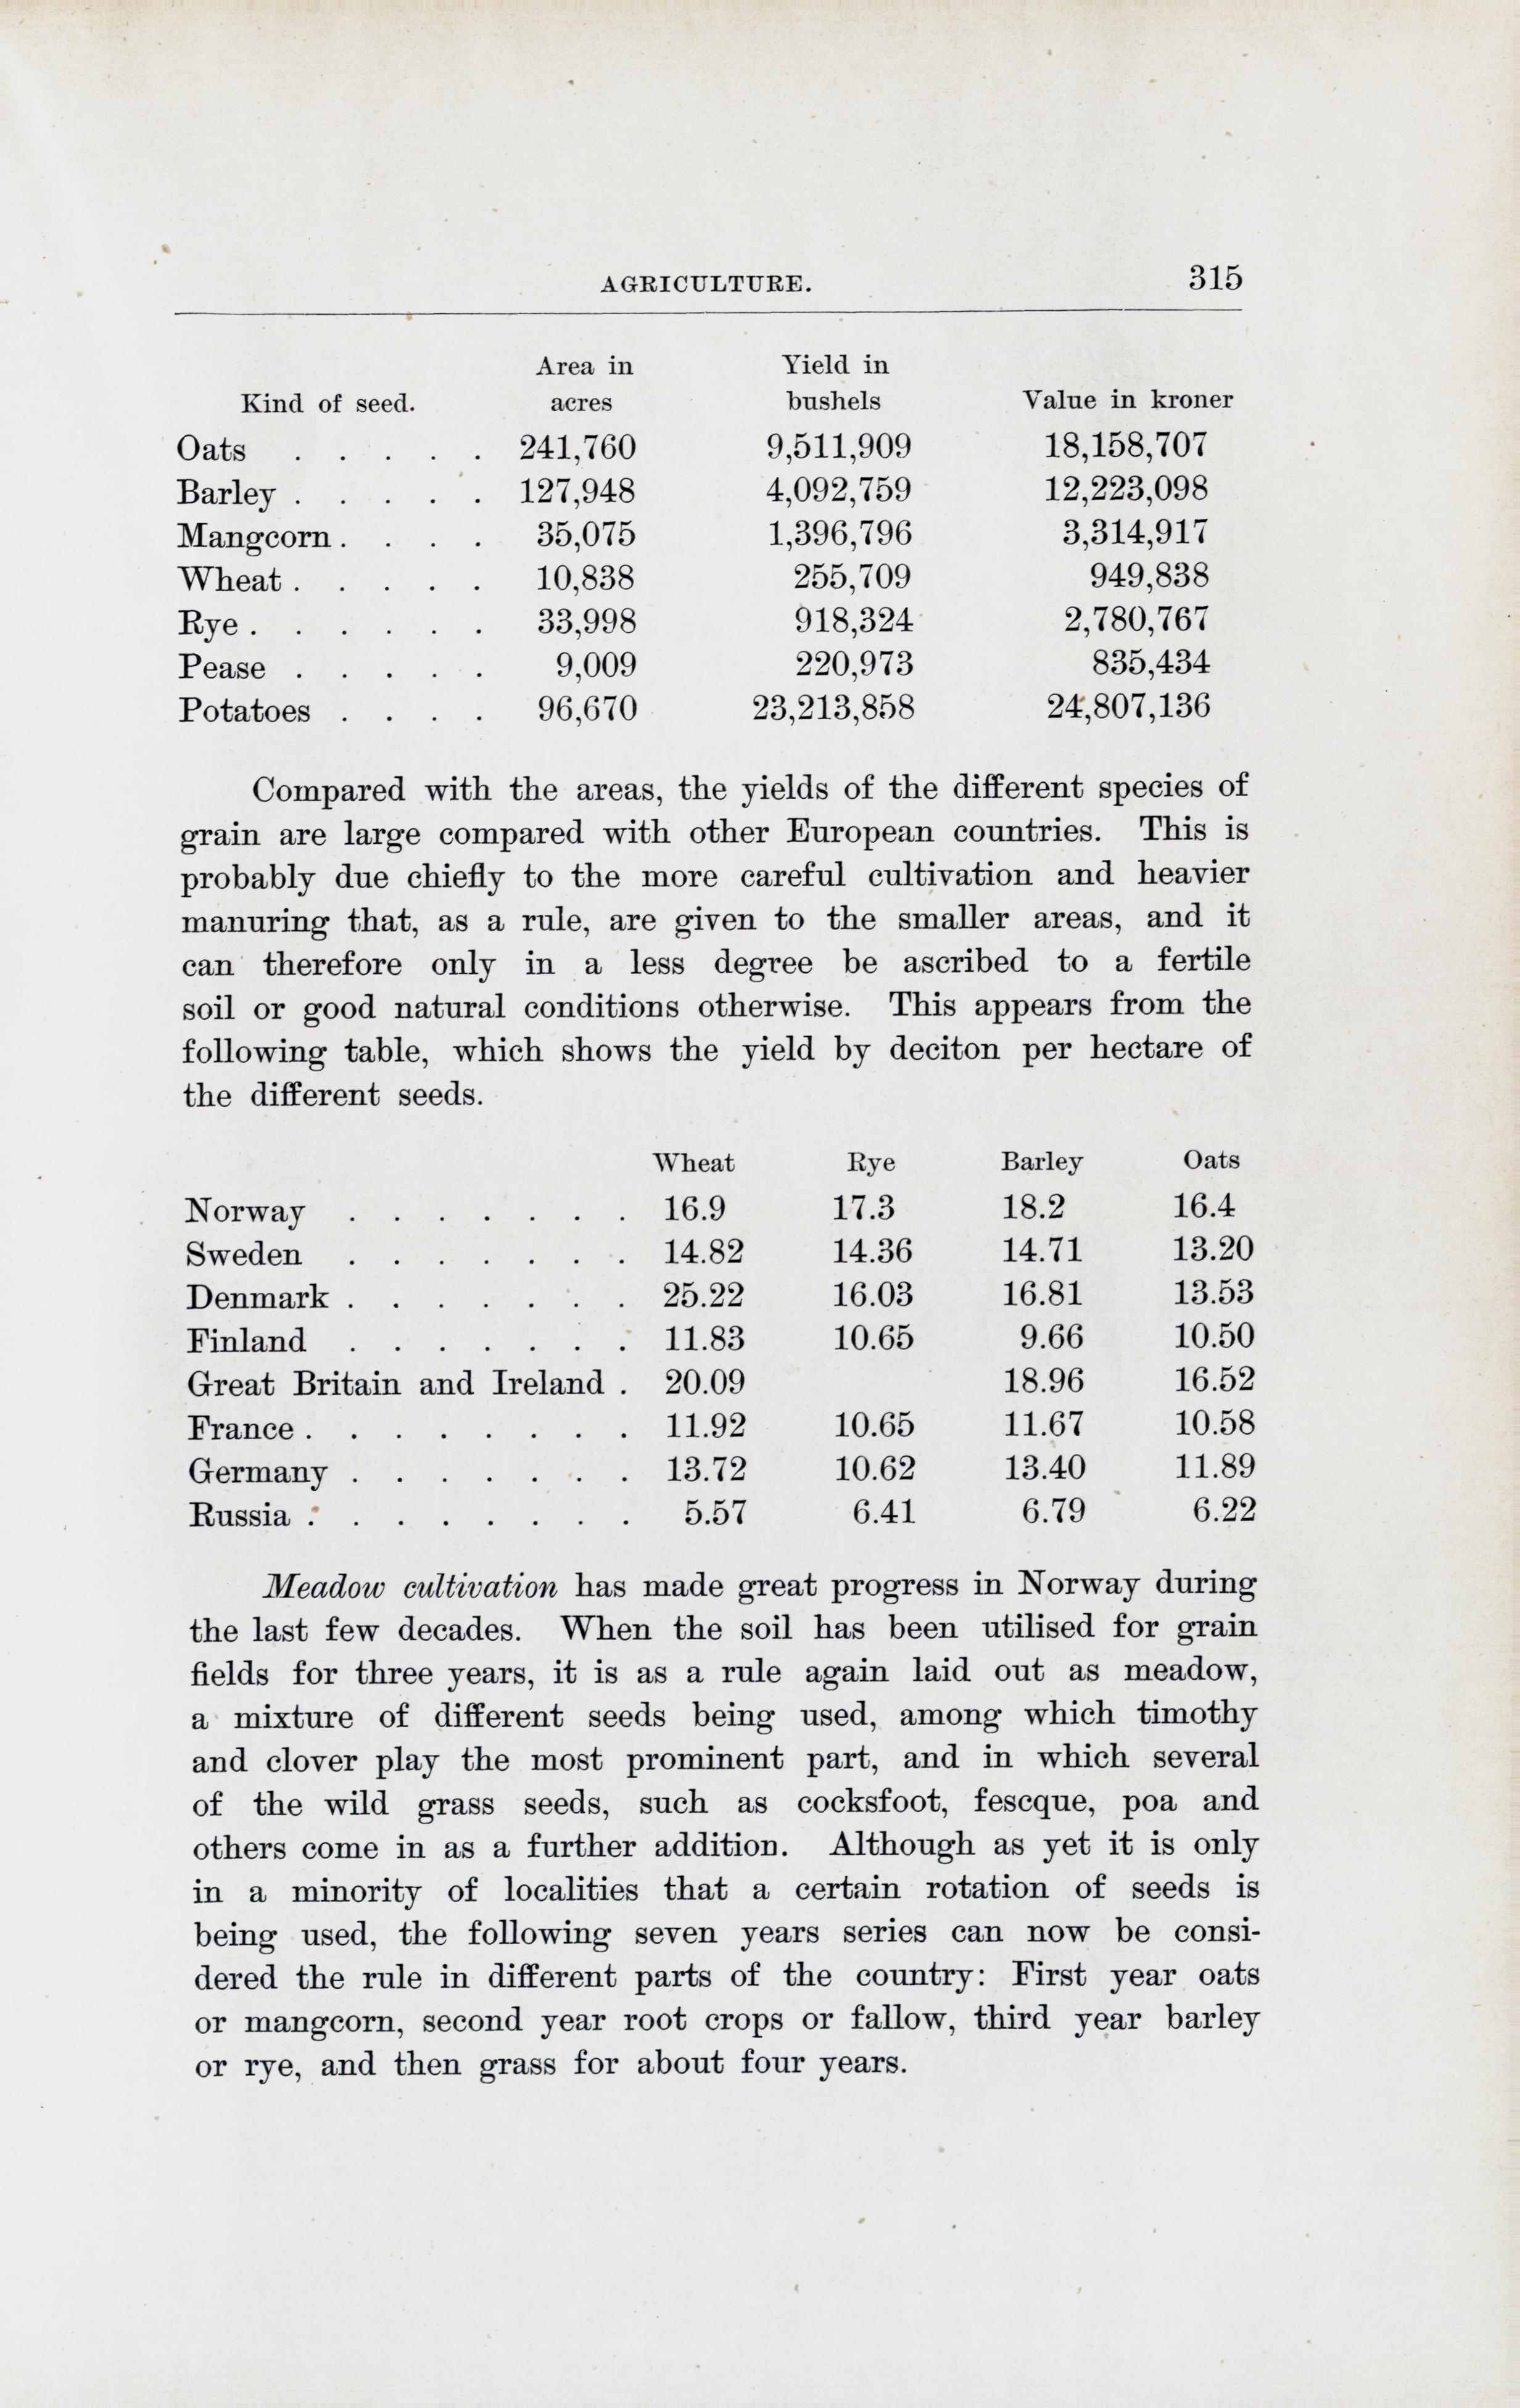 AGRICULTURE. 315
Area in Yield in
Kind of seed. acres bushels Value in kroner
Oats . . . . . 241,760 9,511,909 18,158,707
Barley . . . . . 127,948 4,092,759 12,223,098
Mangcorn . . . . 35,075 1,396,796 3,314,917
Wheat . . . . . 10,838 255,709 949,838
Rye . . . . . . 33,998 918,324 2,780,767
Pease . . . . . 9,009 220,973 835,434
Potatoes . . . . 96,670 23,213,858 24,807,136
Compared with the areas, the yields of the different species of
grain are large compared with other European countries. This is
probably due chiefly to the more careful cultivation and heavier
manuring that, as a rule, are given to the smaller areas, and it
can therefore only in a less degree be ascribed to a fertile
soil or good natural conditions otherwise. This appears from the
following table, which shows the yield by deciton per hectare of
the different seeds.
Wheat Rye Barley Oats
Norway . . . . . . . 16.9 17.3 18.2 16.4
Sweden . . . . . . . 14.82 14.36 14.71 13.20
Denmark . . . . . . . 25.22 16.03 16.81 13.53
Finland . . . . . . . 11.83 10.65 9.66 10.50
Great Britain and Ireland . 20.09 18.96 16.52
France . . . . . . . . 11.92 10.65 11.67 10.58
Germany . . . . . . . 13.72 10.62 13.40 11.89
Russia . . . . . . . . 5.57 6.41 6.79 6.22
Meadow cultivation has made great progress in Norway during
the last few decades. When the soil has been utilised for grain
fields for three years, it is as a rule again laid out as meadow,
a mixture of different seeds being used, among which timothy
and clover play the most prominent part, and in which several
of the wild grass seeds, such as cocksfoot, fescque, poa and
others come in as a further addition. Although as yet it is only
in a minority of localities that a certain rotation of seeds is
being used, the following seven years series can now be consi-
dered the rule in different parts of the country: First year oats
or mangcorn, second year root crops or fallow, third year barley
or rye, and then grass for about four years.